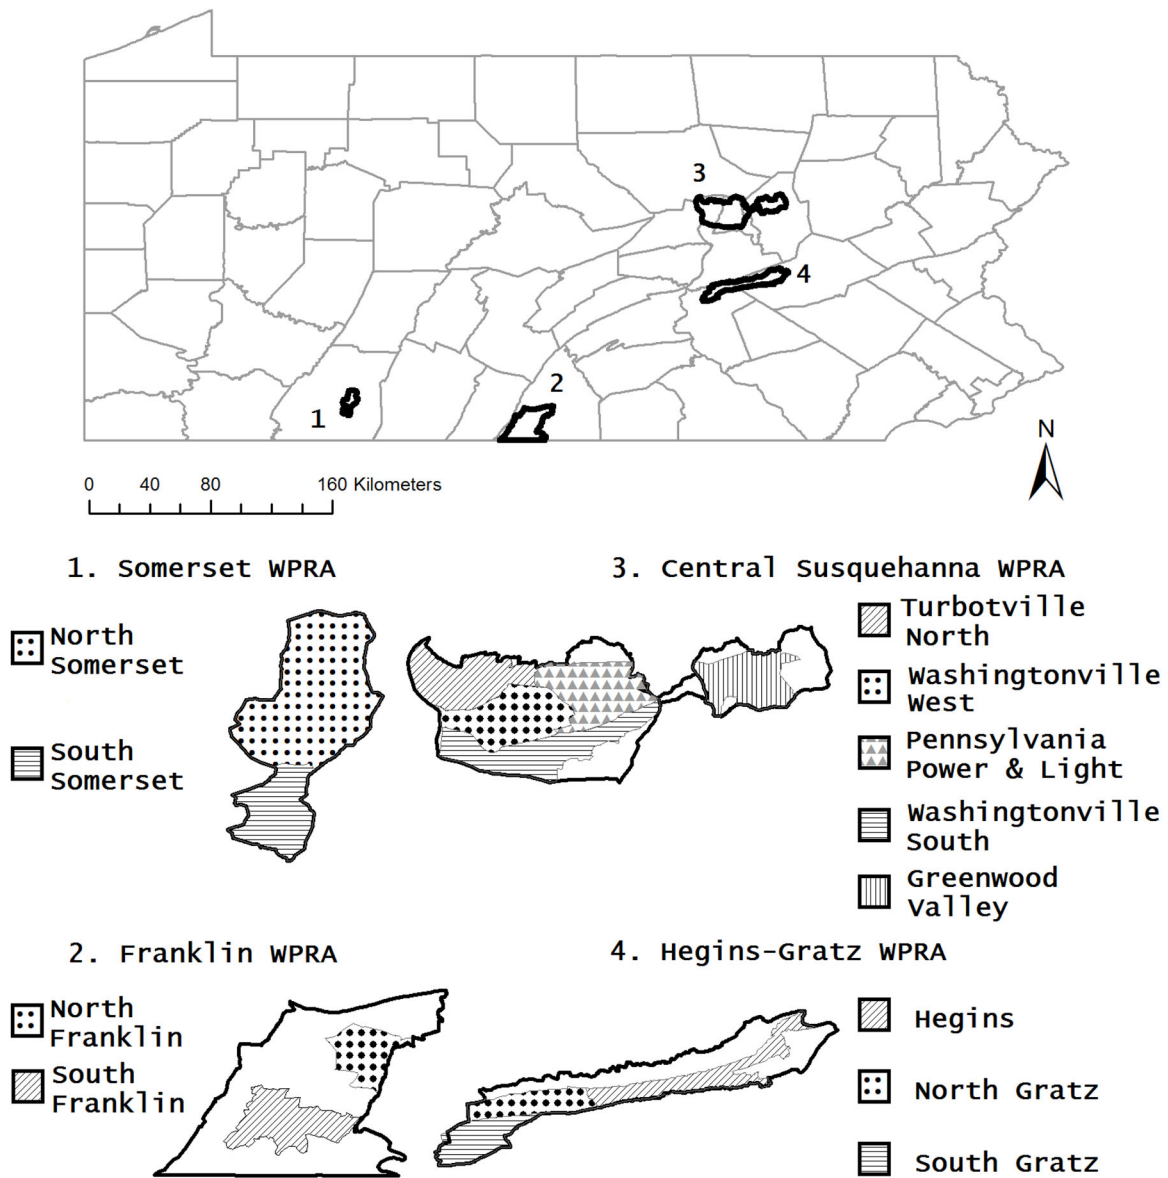 3
4
2
1
N
0 40 80 160 Kilometers
1. Somerset WPRA
North
Somerset
South
Somerset
3. Central Susquehanna WPRA
Turbotville
North
Washingtonville
West
Pennsylvania
Power & Light
Washingtonville
South
Greenwood
Valley
2. Franklin WPRA
North
Franklin
South
Franklin
4. Hegins-Gratz WPRA
Hegins
North Gratz
South Gratz